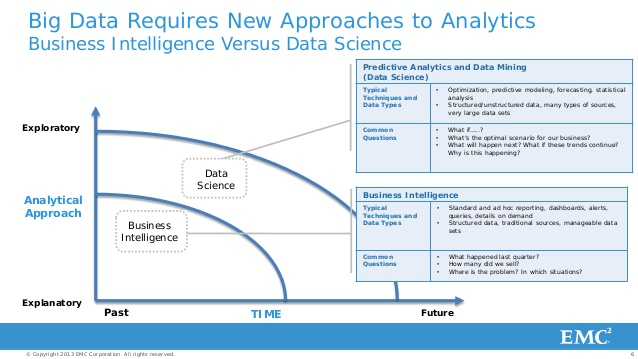 Big Data Requires New Approaches to Analytics
Business Intelligence Versus Data Science
Predictive Analytics and Data Mining
(Data Science)
Typical
Techniques and
Data Types
• Optimization, predictive modeling, forecasting, statistical
analysis
• Structured/unstructured data, many types of sources,
very large data sets
Common
Questions
• What if.....?
• What's the optimal scenario for our business?
• What will happen next? What if these trends continue?
Why is this happening?
Exploratory
Analytical
Approach
Explanatory
Data
Science
Business
Intelligence
Business Intelligence
Typical
Techniques and
Data Types
• Standard and ad hoc reporting, dashboards, alerts,
queries, details on demand
• Structured data, traditional sources, manageable data
sets
Common
Questions
• What happened last quarter?
• How many did we sell?
• Where is the problem? In which situations?
Past
TIME
Future
EMC²
© Copyright 2013 EMC Corporation. All rights reserved.
6